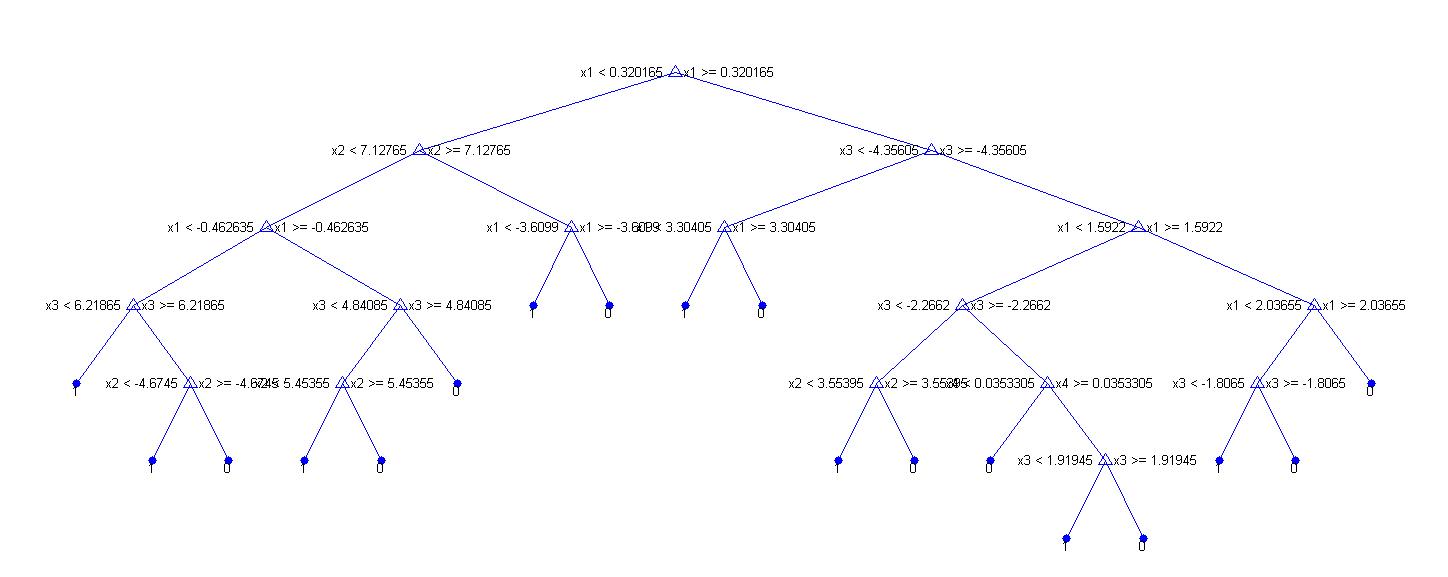 x1 < 0.320165 x1 >= 0.320165
x2 < 7.12765 x2 >= 7.12765 x3 < -4.35605 x3 >= -4.35605
x1 < -0.462635 x1 >= -0.462635 x1 < -3.6099 x1 >= -3.6099 x1 < 3.30405 x1 >= 3.30405 x1 < 1.5922 x1 >= 1.5922
x3 < 6.21865 x3 >= 6.21865 x3 < 4.84085 x3 >= 4.84085 1 0 1 0 x3 < -2.2662 x3 >= -2.2662 x1 < 2.03655 x1 >= 2.03655
1 x2 < -4.6745 x2 >= -4.6745 x2 < 5.45355 x2 >= 5.45355 0 x2 < 3.55395 x2 >= 3.55395 x4 < 0.0353305 x4 >= 0.0353305 x3 < -1.8065 x3 >= -1.8065 0
1 0 1 0 1 0 0 x3 < 1.91945 x3 >= 1.91945 1 0
1 0